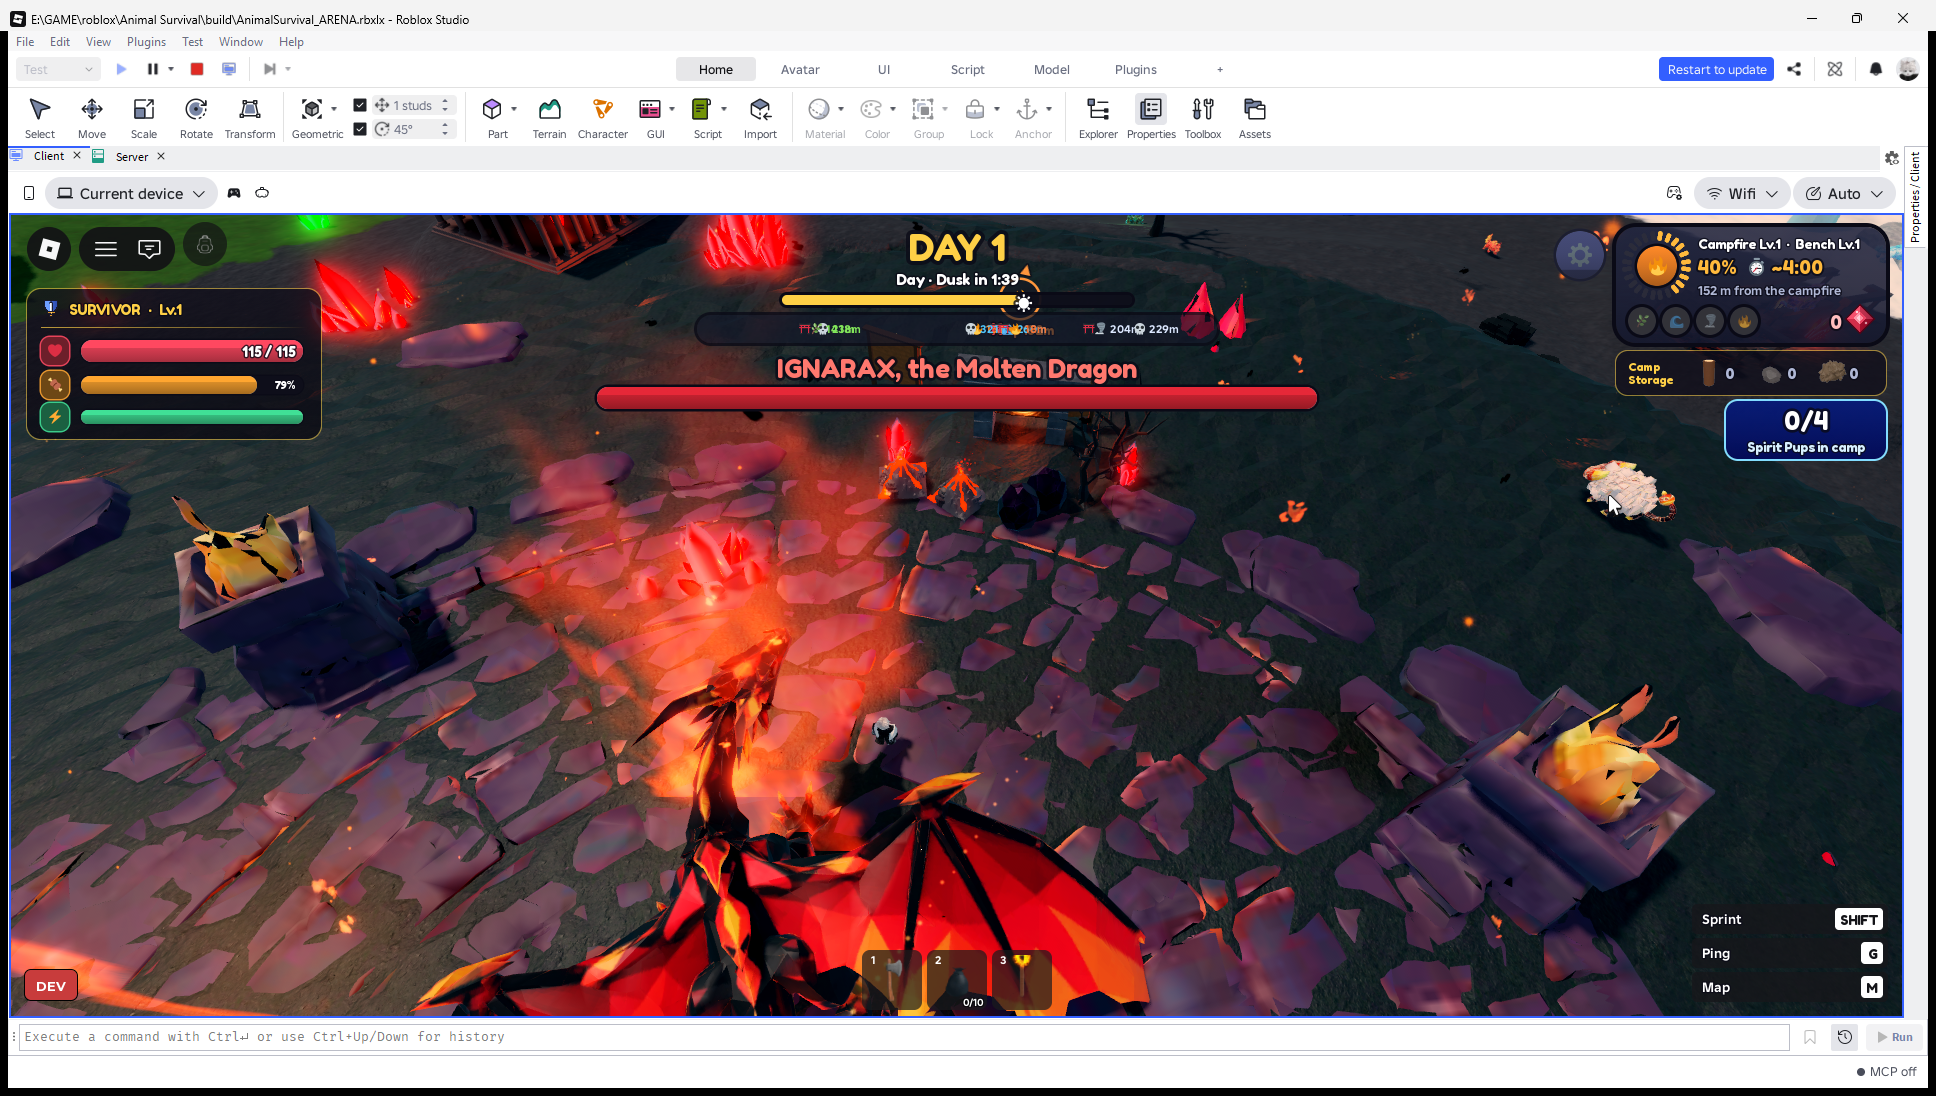 E:\GAME\roblox\Animal Survival\build\AnimalSurvival_ARENA.rbxlx - Roblox Studio
File Edit View Plugins Test Window Help
Test
Home Avatar UI Script Model Plugins +
Restart to update
Select Move Scale Rotate Transform Geometric
1 studs
45°
Part Terrain Character GUI Script Import
Material Color Group Lock Anchor
Explorer Properties Toolbox Assets
Client
Server
Properties / Client
Current device
Wifi
Auto
DAY 1
Day · Dusk in 1:39
204m 229m
IGNARAX, the Molten Dragon
SURVIVOR · Lv.1
115 / 115
79%
Campfire Lv.1 · Bench Lv.1
40% ~4:00
152 m from the campfire
0
Camp Storage
0 0 0
0/4
Spirit Pups in camp
Sprint SHIFT
Ping G
Map M
DEV
1 2 3
0/10
Execute a command with Ctrl↵ or use Ctrl+Up/Down for history
Run
MCP off